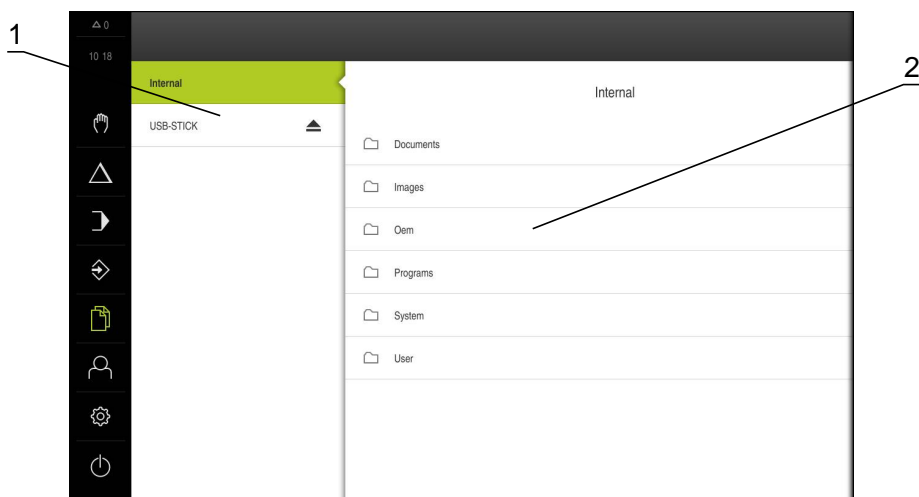 1
0
10 18
Internal
USB-STICK
Internal
2
Documents
Images
Oem
Programs
System
User